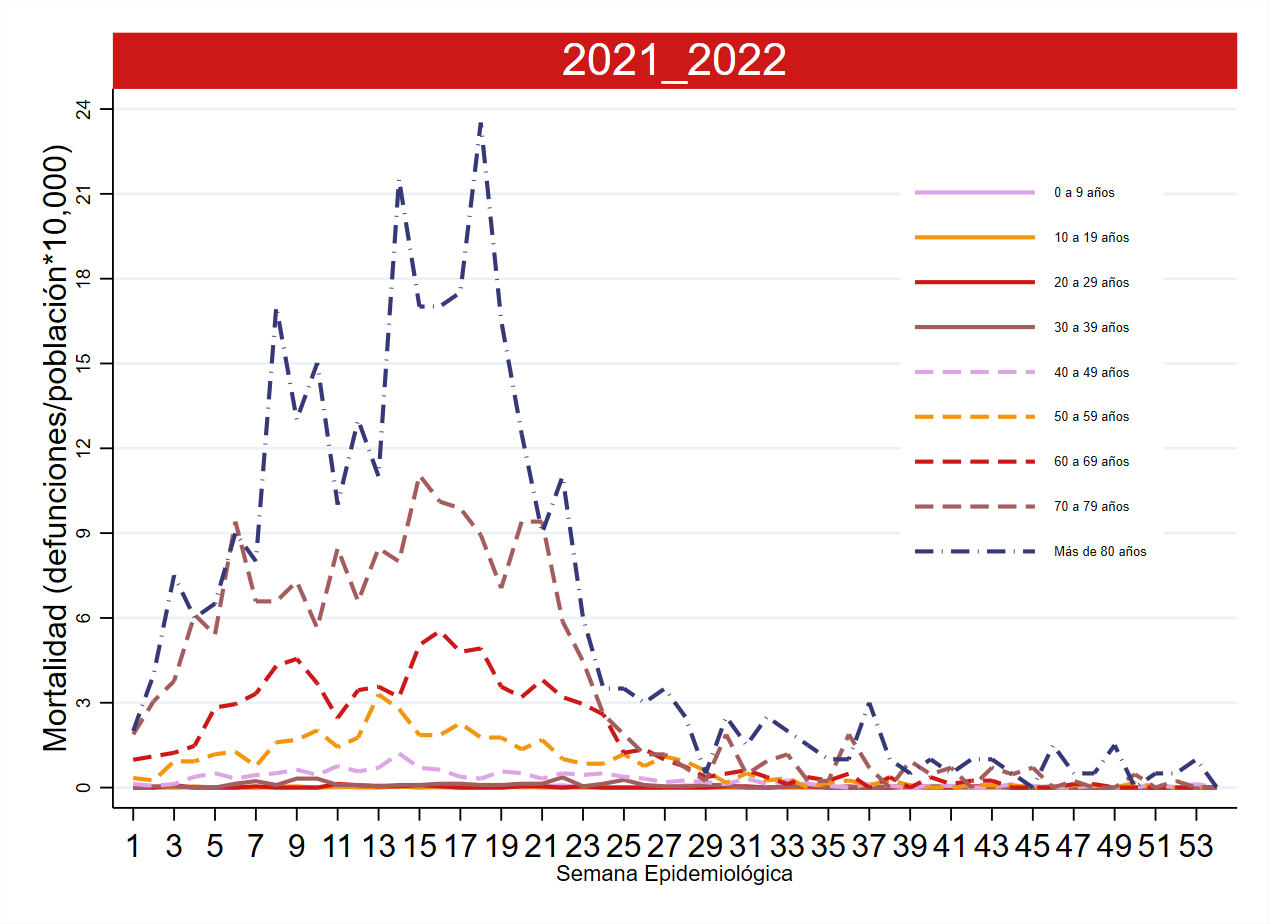 2021_2022
Mortalidad (defunciones/población*10,000)
24
21
18
15
12
9
6
3
0
0 a 9 años
10 a 19 años
20 a 29 años
30 a 39 años
40 a 49 años
50 a 59 años
60 a 69 años
70 a 79 años
Más de 80 años
1 3 5 7 9 11 13 15 17 19 21 23 25 27 29 31 33 35 37 39 41 43 45 47 49 51 53
Semana Epidemiológica